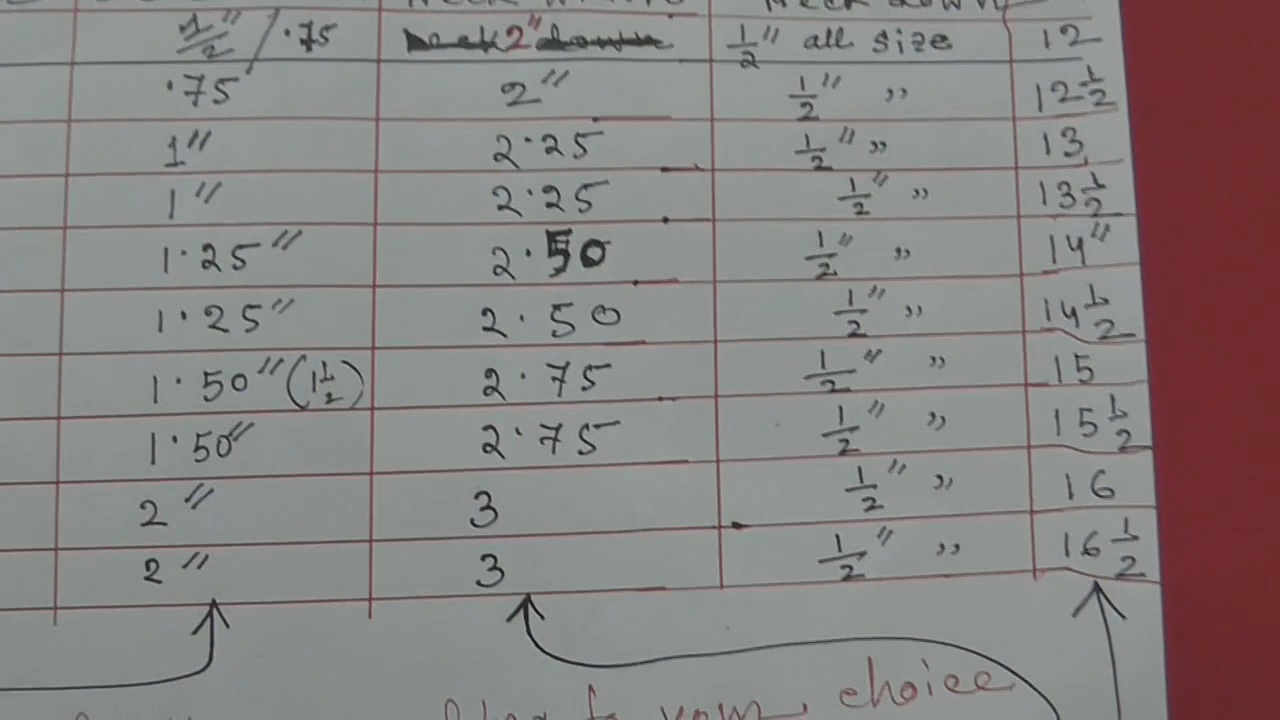 1/2" / .75 2" 1/2" all size 12
.75 2" 1/2" " 12 1/2
1" 2.25 1/2" " 13
1" 2.25 1/2" " 13 1/2
1.25" 2.50 1/2" " 14"
1.25" 2.50 1/2" " 14 1/2
1.50" (1 1/2) 2.75 1/2" " 15
1.50" 2.75 1/2" " 15 1/2
2" 3 1/2" " 16
2" 3 1/2" " 16 1/2
to your choice